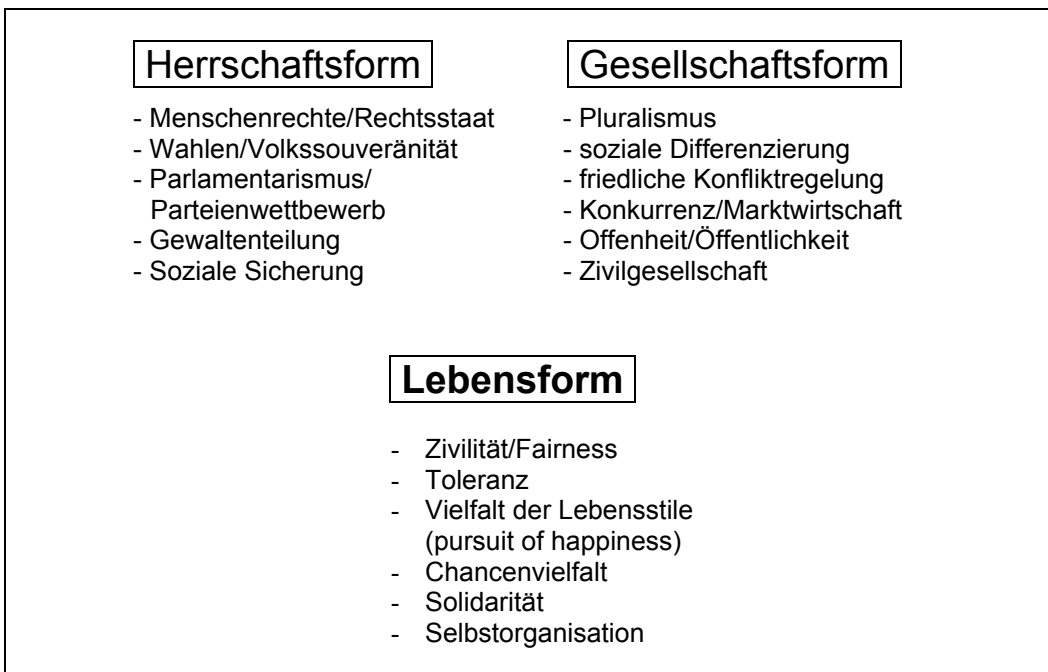 Herrschaftsform
- Menschenrechte/Rechtsstaat
- Wahlen/Volkssouveränität
- Parlamentarismus/
Parteienwettbewerb
- Gewaltenteilung
- Soziale Sicherung
Gesellschaftsform
- Pluralismus
- soziale Differenzierung
- friedliche Konfliktregelung
- Konkurrenz/Marktwirtschaft
- Offenheit/Öffentlichkeit
- Zivilgesellschaft
Lebensform
- Zivilität/Fairness
- Toleranz
- Vielfalt der Lebensstile
(pursuit of happiness)
- Chancenvielfalt
- Solidarität
- Selbstorganisation